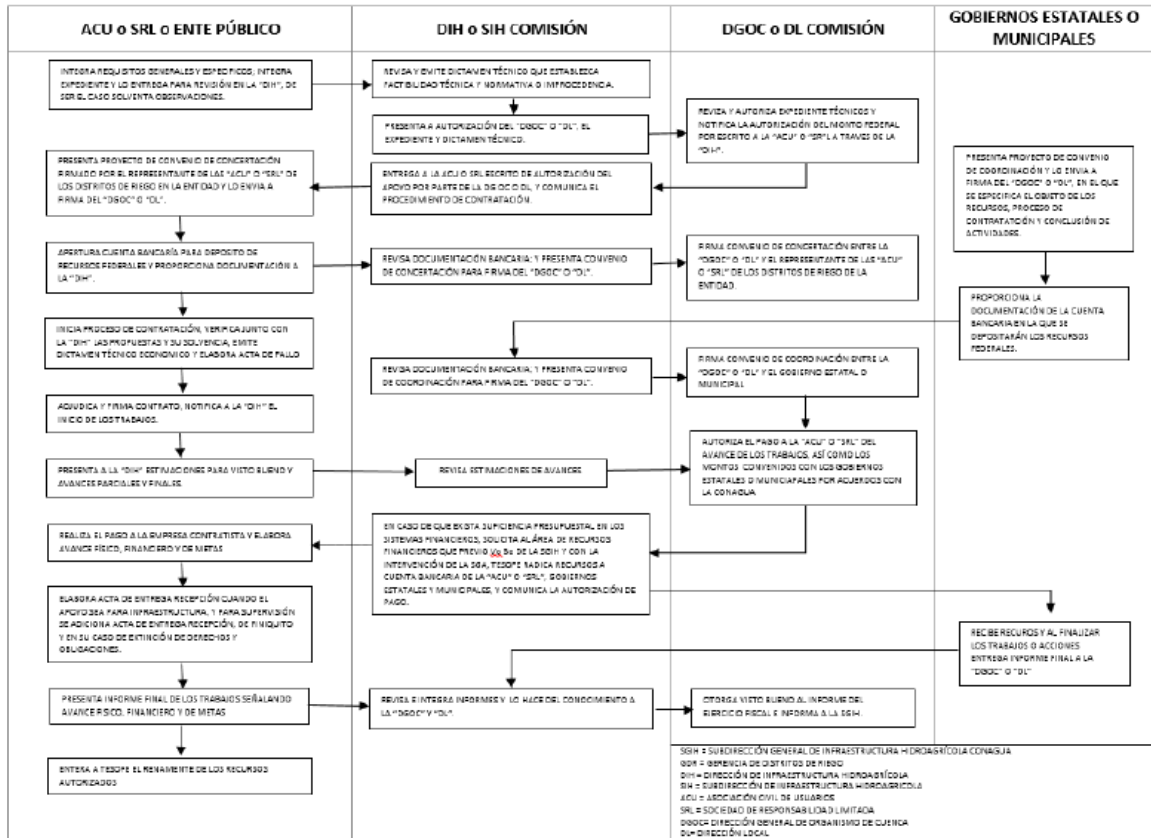 ACU o SRL o ENTE PÚBLICO
DIH o SIH COMISIÓN
DGOC o DL COMISIÓN
GOBIERNOS ESTATALES O
MUNICIPALES
INTEGRA REQUISITOS GENERALES Y ESPECIFICOS, INTEGRA
EXPEDIENTE Y LO ENTREGA PARA REVISIÓN EN LA "DIH", DE
SER EL CASO SOLVENTA OBSERVACIONES.
REVISA Y EMITE DICTAMEN TÉCNICO QUE ESTABLEZCA
FACTIBILIDAD TÉCNICA Y NORMATIVA O IMPROCEDENCIA.
PRESENTA A AUTORIZACIÓN DEL "DGOC" O "DL", EL
EXPEDIENTE Y DICTAMEN TÉCNICO.
REVIZA Y AUTORIZA EXPEDIENTE TÉCNICOS Y
NOTIFICA LA AUTORIZACIÓN DEL MONTO FEDERAL
POR ESCRITO A LA "ACU" O "SRL A TRAVES DE LA
"DIH".
PRESENTA PROYECTO DE CONVENIO DE CONCERTACIÓN
FIRMADO POR EL REPRESENTANTE DE LAS "ACU" O "SRL" DE
LOS DISTRITOS DE RIEGO EN LA ENTIDAD Y LO ENVIA A
FIRMA DEL "DGOC" O "DL".
ENTREGA A LA ACU O SRL ESCRITO DE AUTORIZACIÓN DEL
APOYO POR PARTE DE LA DGOC O DL, Y COMUNICA EL
PROCEDIMIENTO DE CONTRATACIÓN.
PRESENTA PROYECTO DE CONVENIO
DE COORDINACIÓN Y LO ENVIA A
FIRMA DEL "DGOC" O "DL", EN EL QUE
SE ESPECIFICA EL OBJETO DE LOS
RECURSOS, PROCESO DE
CONTRATACIÓN Y CONCLUSIÓN DE
ACTIVIDADES.
APERTURA CUENTA BANCARÍA PARA DEPOSITO DE
RECURSOS FEDERALES Y PROPORCIONA DOCUMENTACIÓN A
LA "DIH".
REVISA DOCUMENTACIÓN BANCARIA; Y PRESENTA CONVENIO
DE CONCERTACIÓN PARA FIRMA DEL "DGOC" O "DL".
FIRMA CONVENIO DE CONCERTACIÓN ENTRE LA
"DGOC" O "DL" Y EL REPRESENTANTE DE LAS "ACU"
O "SRL" DE LOS DISTRITOS DE RIEGO DE LA
ENTIDAD.
PROPORCIONA LA
DOCUMENTACIÓN DE LA CUENTA
BANCARIA EN LA QUE SE
DEPOSITARÁN LOS RECURSOS
FEDERALES.
INICIA PROCESO DE CONTRATACIÓN, VERIFICA JUNTO CON
LA "DIH" LAS PROPUESTAS Y SU SOLVENCIA, EMITE
DICTAMEN TÉCNICO ECONOMICO Y ELABORA ACTA DE FALLO
REVISA DOCUMENTACIÓN BANCARIA; Y PRESENTA CONVENIO
DE COORDINACIÓN PARA FIRMA DEL "DGOC" O "DL".
FIRMA CONVENIO DE COORDINACIÓN ENTRE LA
"DGOC" O "DL" Y EL GOBIERNO ESTATAL O
MUNICIPAL
ADJUDICA Y FIRMA CONTRATO, NOTIFICA A LA "DIH" EL
INICIO DE LOS TRABAJOS.
PRESENTA A LA "DIH" ESTIMACIONES PARA VISTO BUENO Y
AVANCES PARCIALES Y FINALES.
REVISA ESTIMACIONES DE AVANCES
AUTORIZA EL PAGO A LA "ACU" O "SRL" DEL
AVANCE DE LOS TRABAJOS, ASÍ COMO LOS
MONTOS CONVENIDOS CON LOS GOBIERNOS
ESTATALES O MUNICIAPALES POR ACUERDOS CON
LA CONAGUA
REALIZA EL PAGO A LA EMPRESA CONTRATISTA Y ELABORA
AVANCE FÍSICO, FINANCIERO Y DE METAS
EN CASO DE QUE EXISTA SUFICIENCIA PRESUPUESTAL EN LOS
SISTEMAS FINANCIEROS, SOLICITA AL ÁREA DE RECURSOS
FINANCIEROS QUE PREVIO Vo Bo DE LA SGIH Y CON LA
INTERVENCIÓN DE LA SGA, TESOFE RADICA RECURSOS A
CUENTA BANCARIA DE LA "ACU" O "SRL", GOBIERNOS
ESTATALES Y MUNICIPALES, Y COMUNICA LA AUTORIZACIÓN DE
PAGO.
ELABORA ACTA DE ENTREGA RECEPCIÓN CUANDO EL
APOYO SEA PARA INFRAESTRUCTURA, Y PARA SUPERVISIÓN
SE ADICIONA ACTA DE ENTREGA RECEPCIÓN, DE FINIQUITO
Y EN SU CASO DE EXTINCIÓN DE DERECHOS Y
OBLIGACIONES.
RECIBE RECUROS Y AL FINALIZAR
LOS TRABAJOS O ACCIONES
ENTREGA INFORME FINAL A LA
"DGOC" O "DL"
PRESENTA INFORME FINAL DE LOS TRABAJOS SEÑALANDO
AVANCE FISICO, FINANCIERO Y DE METAS
REVISA E INTEGRA INFORMES Y LO HACE DEL CONOCIMIENTO A
LA "DGOC" Y "DL".
OTORGA VISTO BUENO AL INFORME DEL
EJERCICIO FISCAL E INFORMA A LA SGIH.
ENTERA A TESOFE EL RENAMENTE DE LOS RECURSOS
AUTORIZADOS
SGIH = SUBDIRECCIÓN GENERAL DE INFRAESTRUCTURA HIDROAGRÍCOLA CONAGUA
GDR = GERENCIA DE DISTRITOS DE RIEGO
DIH = DIRECCIÓN DE INFRAESTRUCTURA HIDROAGRÍCOLA
SIH = SUBDIRECCIÓN DE INFRAESTRUCTURA HIDROAGRICOLA
ACU = ASOCIACIÓN CIVIL DE USUARIOS
SRL = SOCIEDAD DE RESPONSABILIDAD LIMITADA
DGOC= DIRECCIÓN GENERAL DE ORGANISMO DE CUENCA
DL= DIRECCIÓN LOCAL